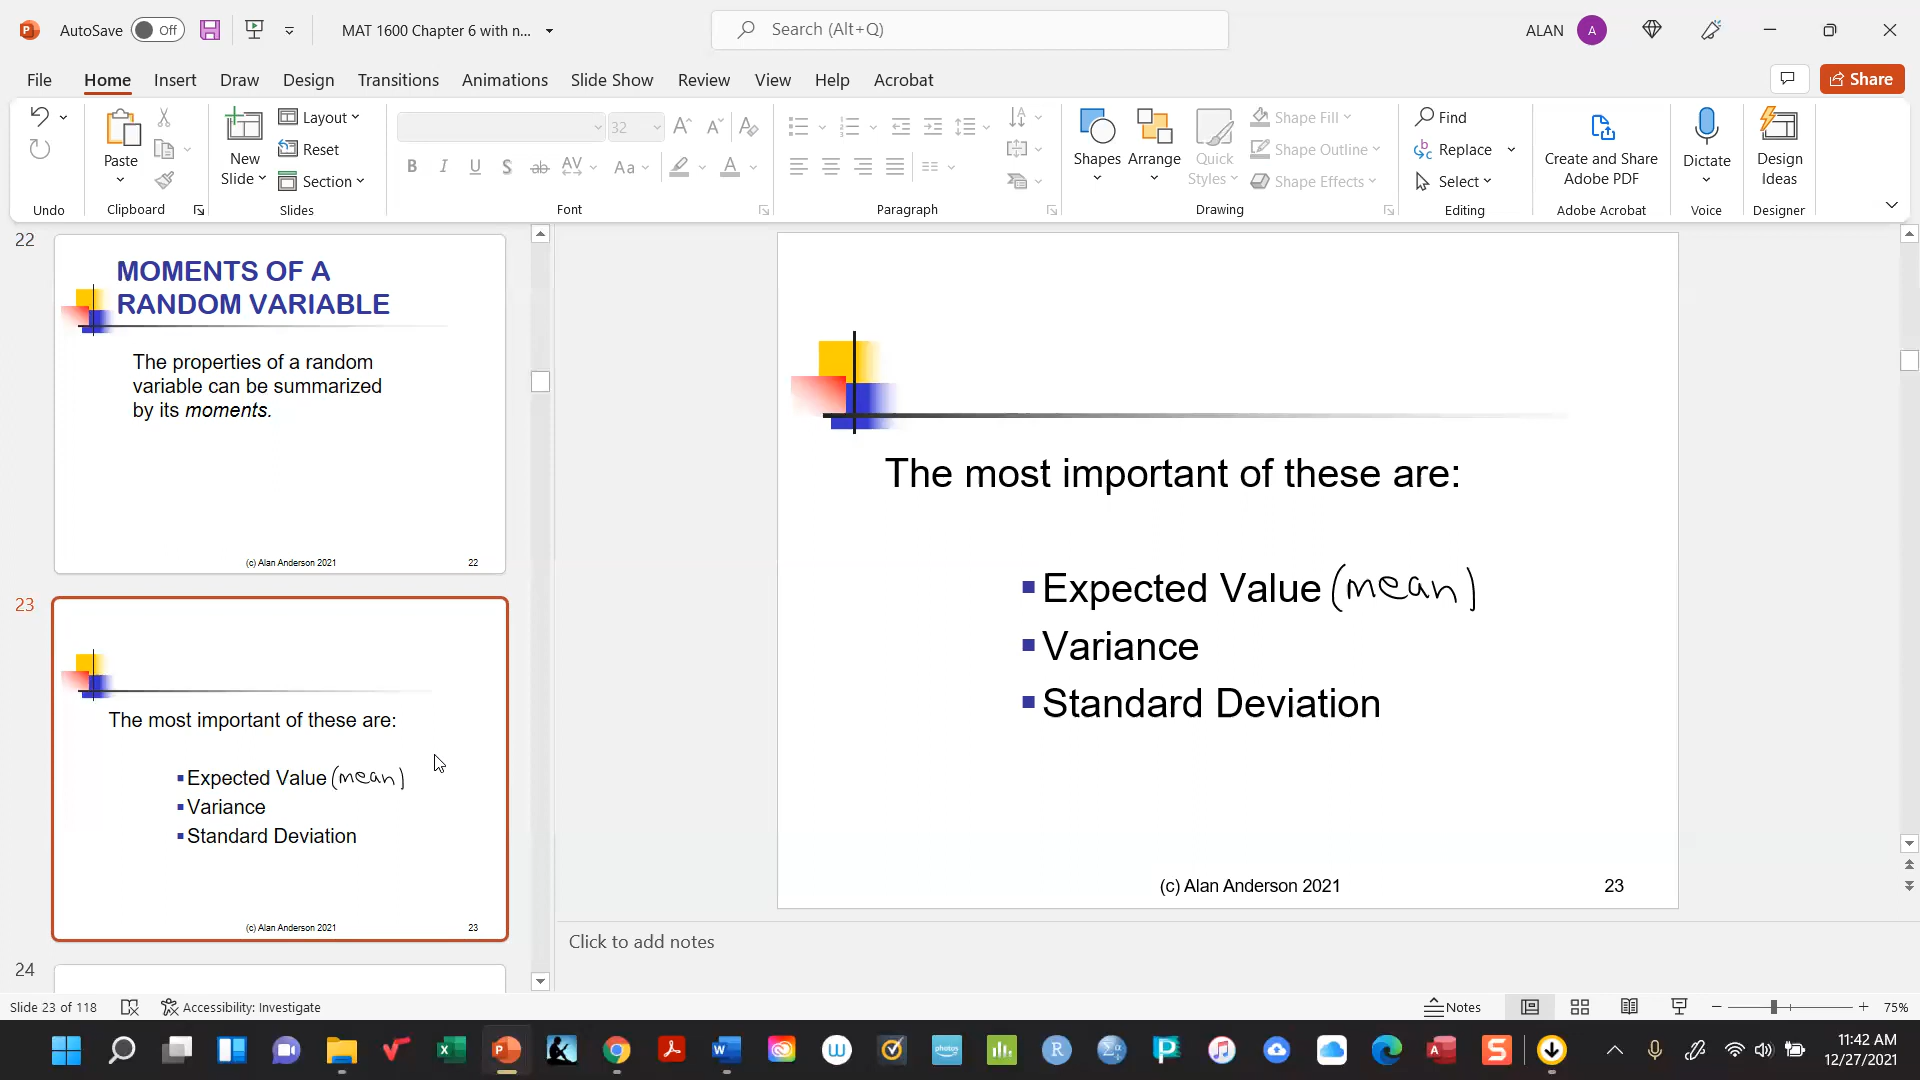 AutoSave Off MAT 1600 Chapter 6 with n... Search (Alt+Q) ALAN A
File Home Insert Draw Design Transitions Animations Slide Show Review View Help Acrobat Share
Undo
Paste
Clipboard
New
Slide
Layout
Reset
Section
Slides
32
Font
Paragraph
Shapes
Arrange
Quick
Styles
Shape Fill
Shape Outline
Shape Effects
Drawing
Find
Replace
Select
Editing
Create and Share
Adobe PDF
Adobe Acrobat
Dictate
Voice
Design
Ideas
Designer
22
MOMENTS OF A
RANDOM VARIABLE
The properties of a random
variable can be summarized
by its moments.
(c) Alan Anderson 2021 22
23
The most important of these are:
Expected Value (mean)
Variance
Standard Deviation
(c) Alan Anderson 2021 23
24
The most important of these are:
Expected Value (mean)
Variance
Standard Deviation
(c) Alan Anderson 2021 23
Click to add notes
Slide 23 of 118 Accessibility: Investigate Notes 75%
11:42 AM
12/27/2021